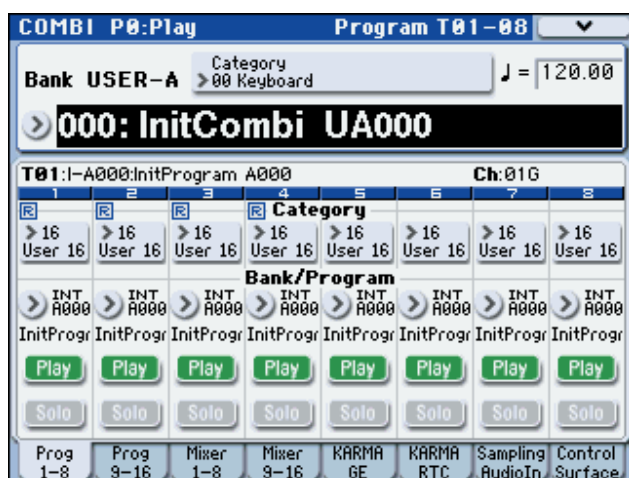 COMBI P0:Play Program T01-08
Category
Bank USER-A 00 Keyboard ♩= 120.00
000: InitCombi UA000
T01:I-A000:InitProgram A000 Ch:01G
1 2 3 4 5 6 7 8
R R R R Category
16 16 16 16 16 16 16 16
User 16 User 16 User 16 User 16 User 16 User 16 User 16 User 16
Bank/Program
INT INT INT INT INT INT INT INT
A000 A000 A000 A000 A000 A000 A000 A000
InitProgr InitProgr InitProgr InitProgr InitProgr InitProgr InitProgr InitProgr
Play Play Play Play Play Play Play Play
Solo Solo Solo Solo Solo Solo Solo Solo
Prog Prog Mixer Mixer KARMA KARMA Sampling Control
1-8 9-16 1-8 9-16 GE RTC AudioIn Surface